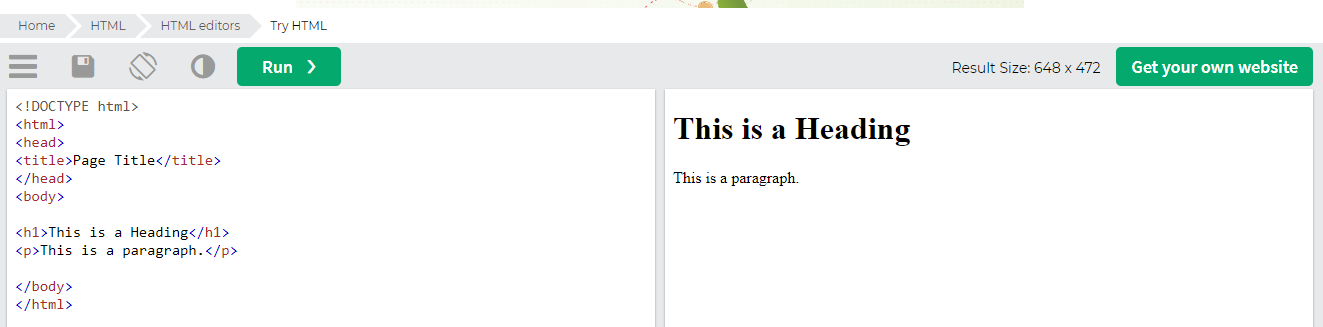 Home HTML HTML editors Try HTML
Run ❯ Result Size: 648 x 472 Get your own website
<!DOCTYPE html>
<html>
<head>
<title>Page Title</title>
</head>
<body>
<h1>This is a Heading</h1>
<p>This is a paragraph.</p>
</body>
</html>
This is a Heading
This is a paragraph.